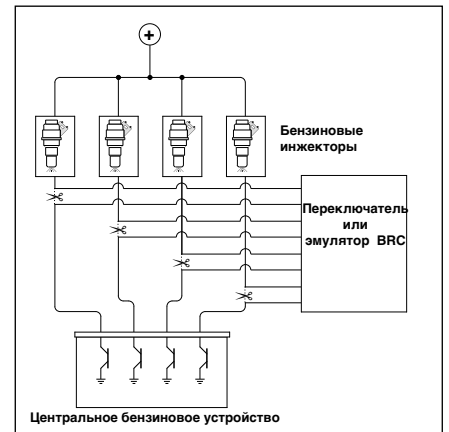 +
Бензиновые
инжекторы
Переключатель
или
эмулятор BRC
Центральное бензиновое устройство